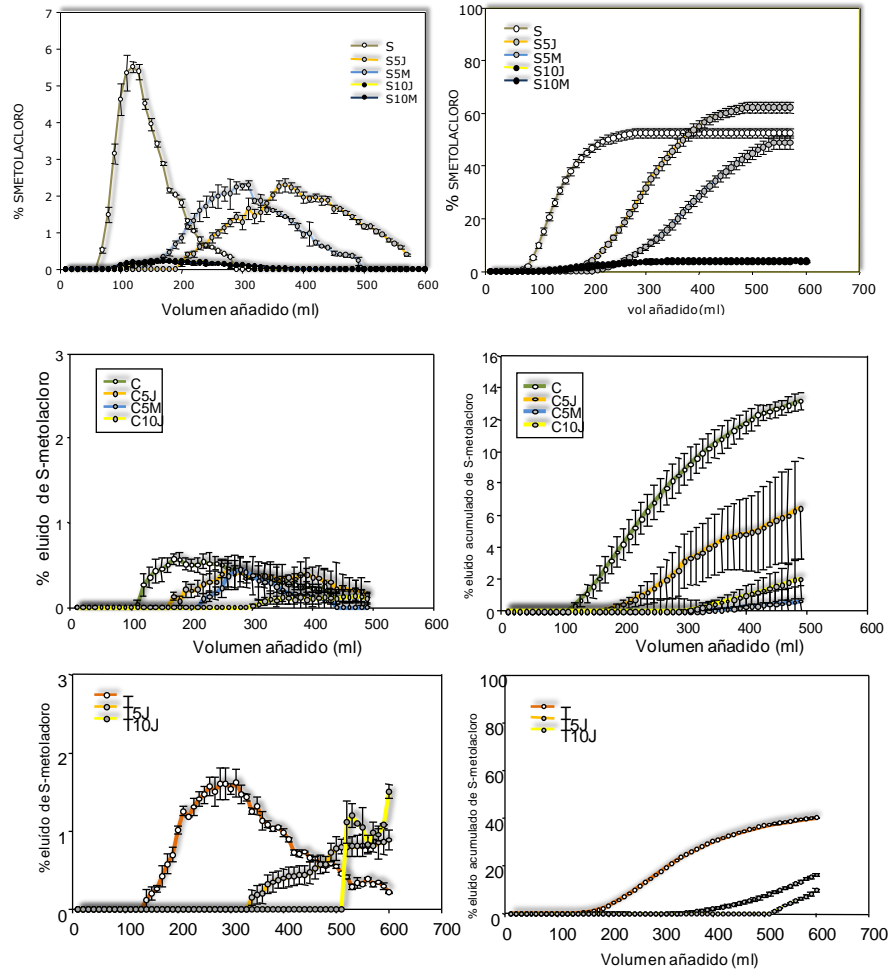 7
6
5
4
3
2
1
0
% SMETOLACLORO
S
S5J
S5M
S10J
S10M
0
100
200
300
400
500
600
Volumen añadido (ml)
100
80
60
40
20
0
% SMETOLACLORO
S
S5J
S5M
S10J
S10M
0
100
200
300
400
500
600
700
vol añadido(ml)
3
2
1
0
% eluído de S-metolacloro
C
C5J
C5M
C10J
0
100
200
300
400
500
600
Volumen añadido (ml)
16
14
12
10
8
6
4
2
0
% eluído acumulado de S-metolacloro
C
C5J
C5M
C10J
0
100
200
300
400
500
600
Volumen añadido (ml)
3
2
1
0
% eluído de S-metoladoro
T
T5J
T10J
0
100
200
300
400
500
600
700
Volumen añadido (ml)
100
80
60
40
20
0
% eluído acumulado de S-metolacloro
T
T5J
T10J
0
100
200
300
400
500
600
700
Volumen añadido (ml)